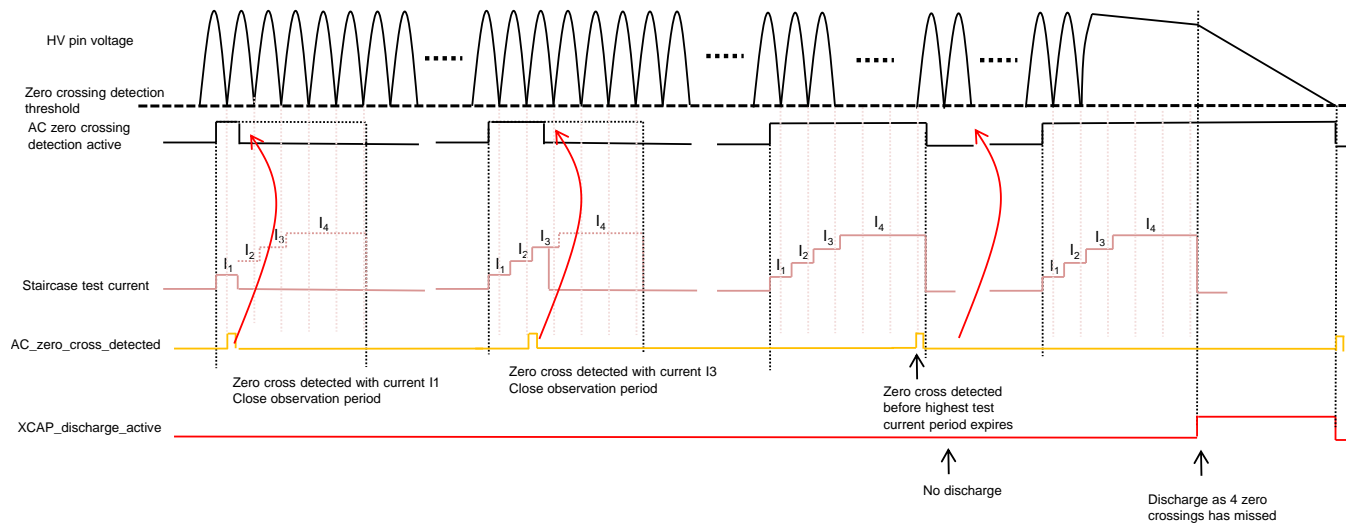 HV pin voltage
Zero crossing detection
threshold
AC zero crossing
detection active
I1
I2
I3
I4
I1
I2
I3
I4
I1
I2
I3
I4
I1
I2
I3
I4
Staircase test current
AC_zero_cross_detected
Zero cross detected with current I1
Close observation period
Zero cross detected with current I3
Close observation period
Zero cross detected
before highest test
current period expires
XCAP_discharge_active
No discharge
Discharge as 4 zero
crossings has missed